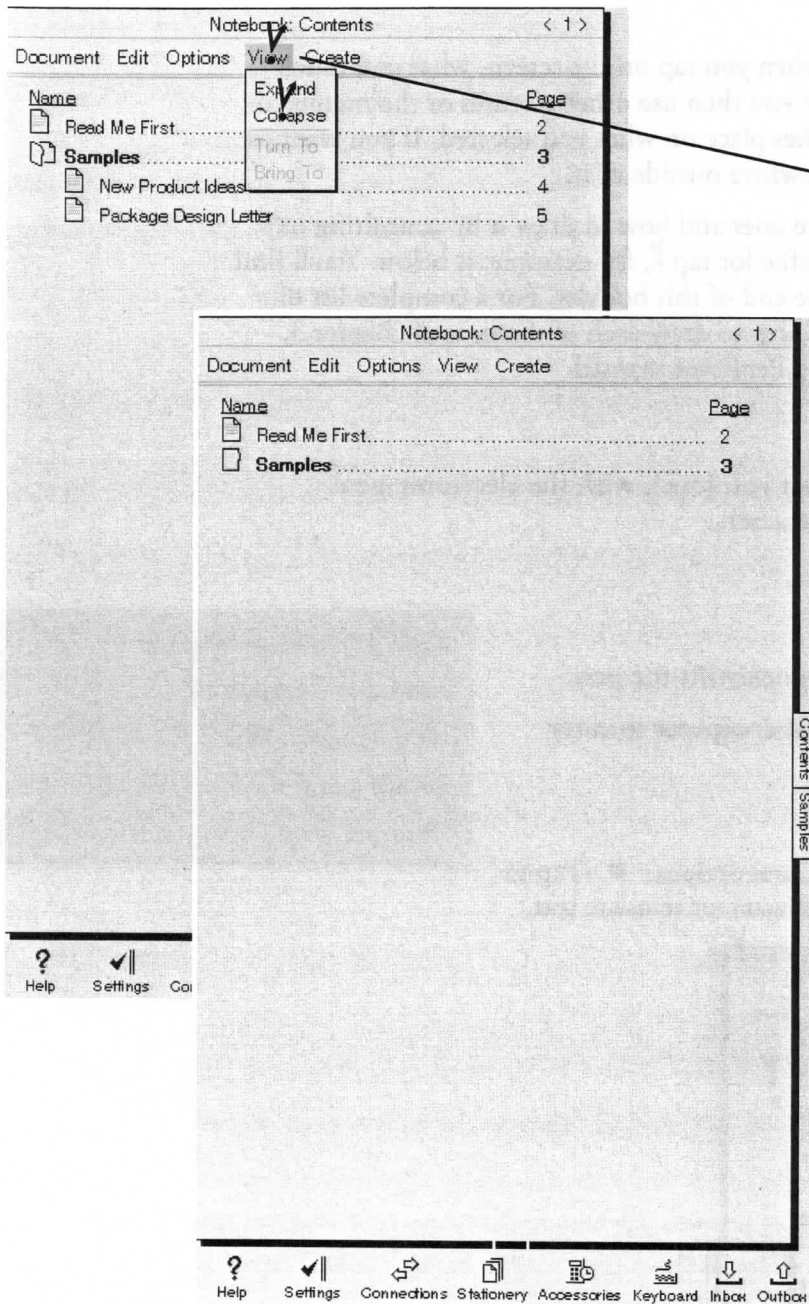 Notebook: Contents < 1 >
Document Edit Options View Create
Expand
Collapse
Turn To
Bring To
Name Page
Read Me First 2
Samples 3
New Product Ideas 4
Package Design Letter 5
? Help
Settings
Notebook: Contents < 1 >
Document Edit Options View Create
Name Page
Read Me First 2
Samples 3
Contents
Samples
? Help Settings Connections Stationery Accessories Keyboard Inbox Outbox